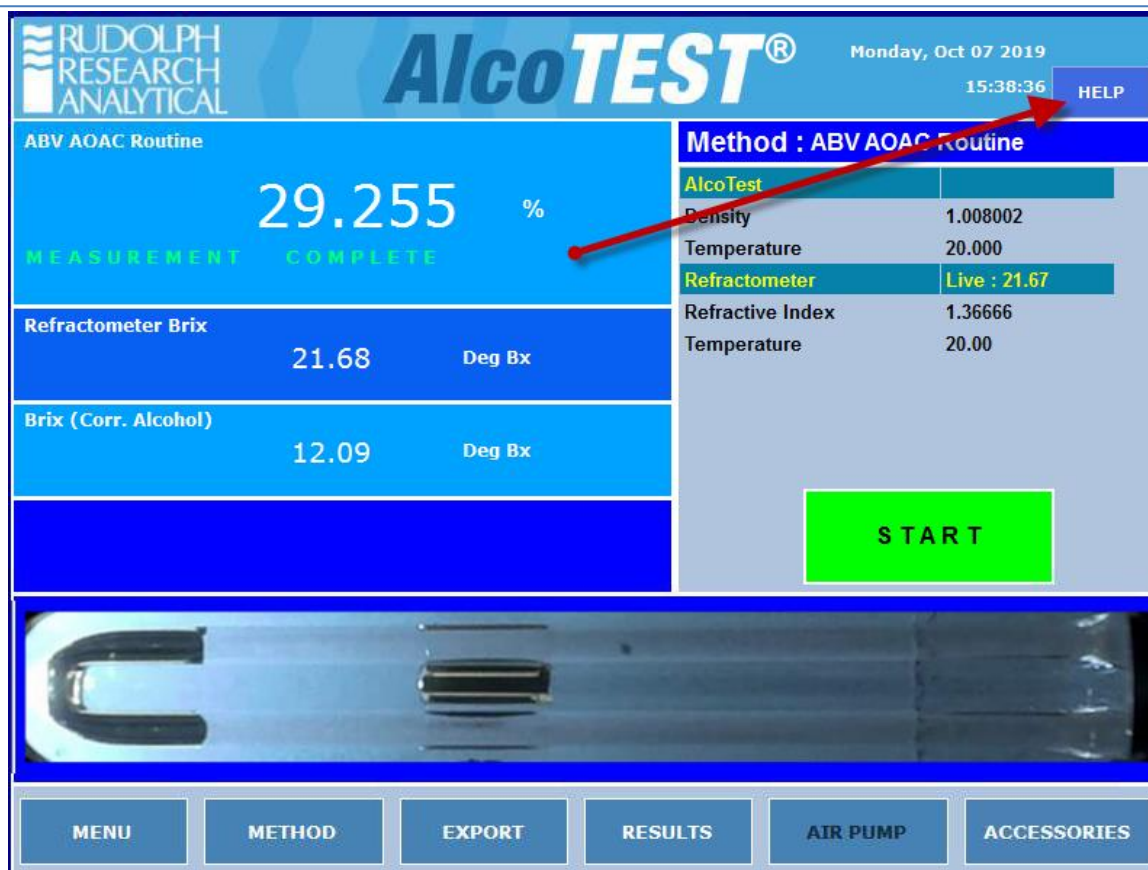 RUDOLPH
RESEARCH
ANALYTICAL
AlcoTEST®
Monday, Oct 07 2019
15:38:36
HELP
ABV AOAC Routine
29.255 %
MEASUREMENT COMPLETE
Refractometer Brix
21.68 Deg Bx
Brix (Corr. Alcohol)
12.09 Deg Bx
Method : ABV AOAC Routine
AlcoTest
Density 1.008002
Temperature 20.000
Refractometer Live : 21.67
Refractive Index 1.36666
Temperature 20.00
START
MENU METHOD EXPORT RESULTS AIR PUMP ACCESSORIES